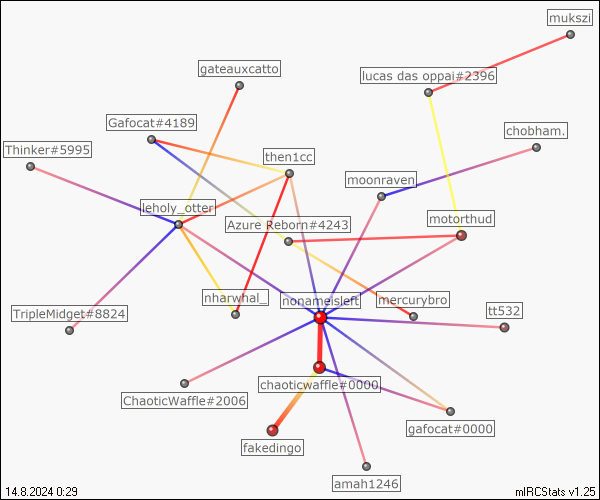 mukszi
gateauxcatto
lucas das oppai#2396
Gafocat#4189
chobham.
Thinker#5995
then1cc
moonraven
leholy_otter
Azure Reborn#4243
motorthud
nharwhal_
nonameisleft
mercurybro
TripleMidget#8824
tt532
chaoticwaffle#0000
ChaoticWaffle#2006
gafocat#0000
fakedingo
amah1246
14.8.2024 0:29
mIRCStats v1.25